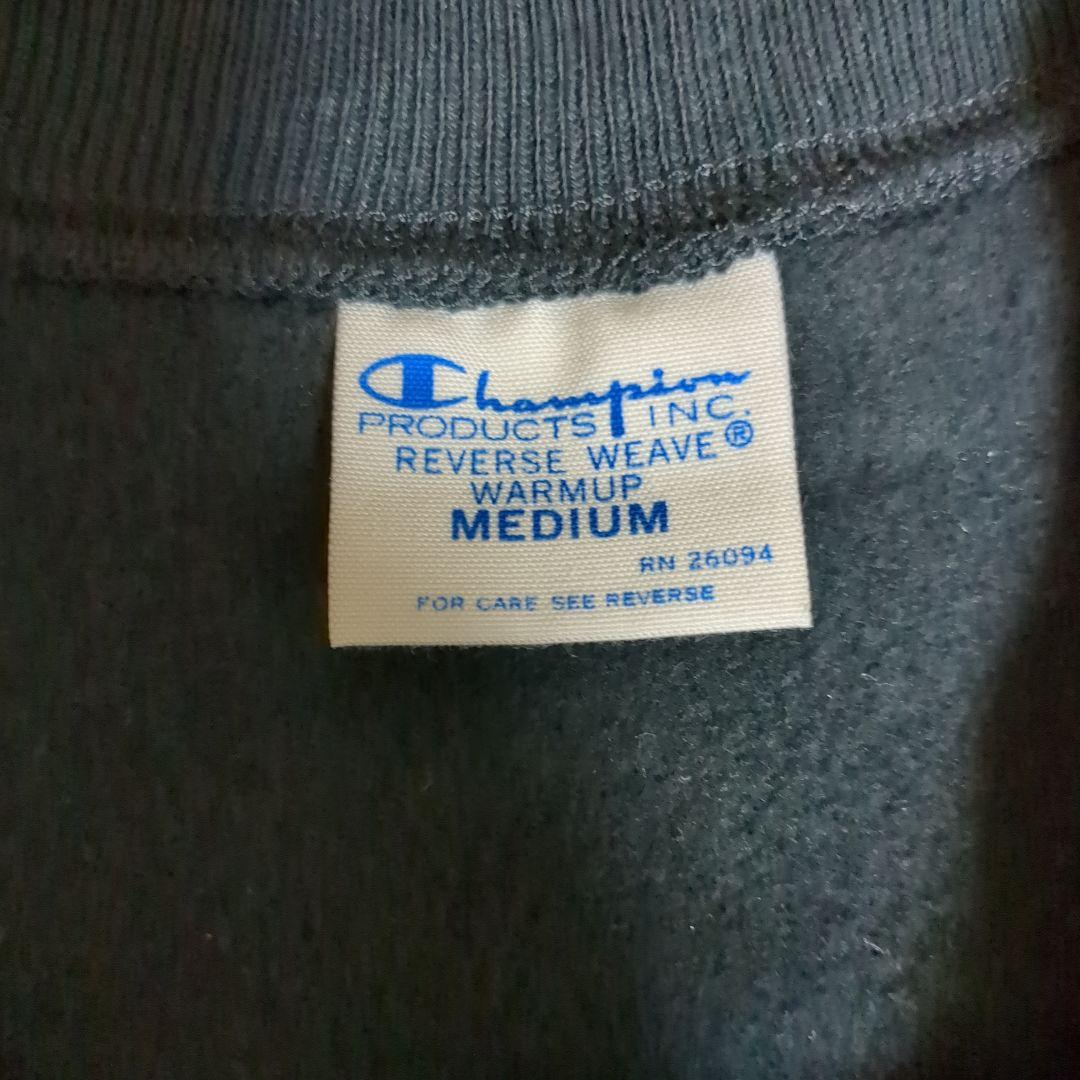 Champion
PRODUCTS INC.
REVERSE WEAVE®
WARMUP
MEDIUM
RN 26094
FOR CARE SEE REVERSE